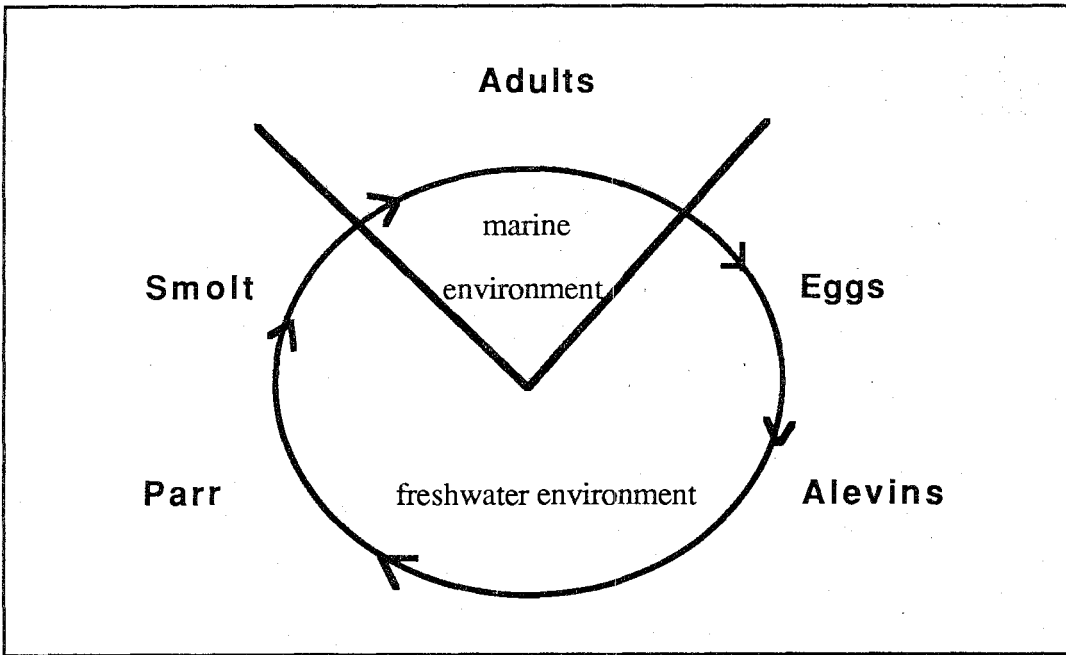 Adults
marine
environment
Smolt
Eggs
Parr
freshwater environment
Alevins